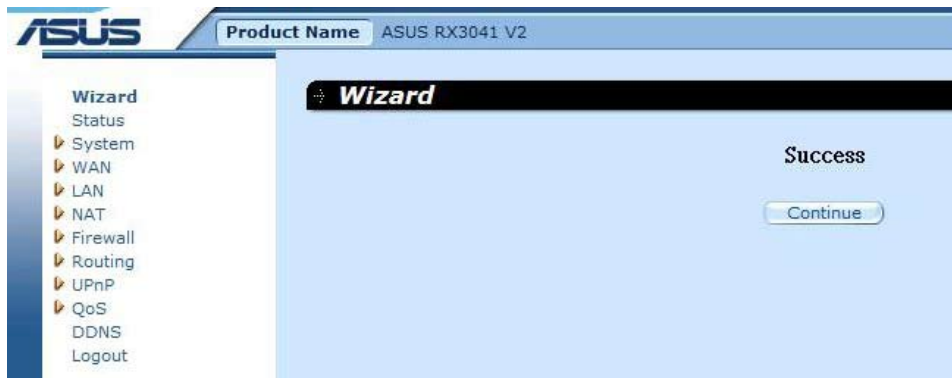 ASUS
Product Name ASUS RX3041 V2
Wizard
Status
System
WAN
LAN
NAT
Firewall
Routing
UPnP
QoS
DDNS
Logout
Wizard
Success
Continue